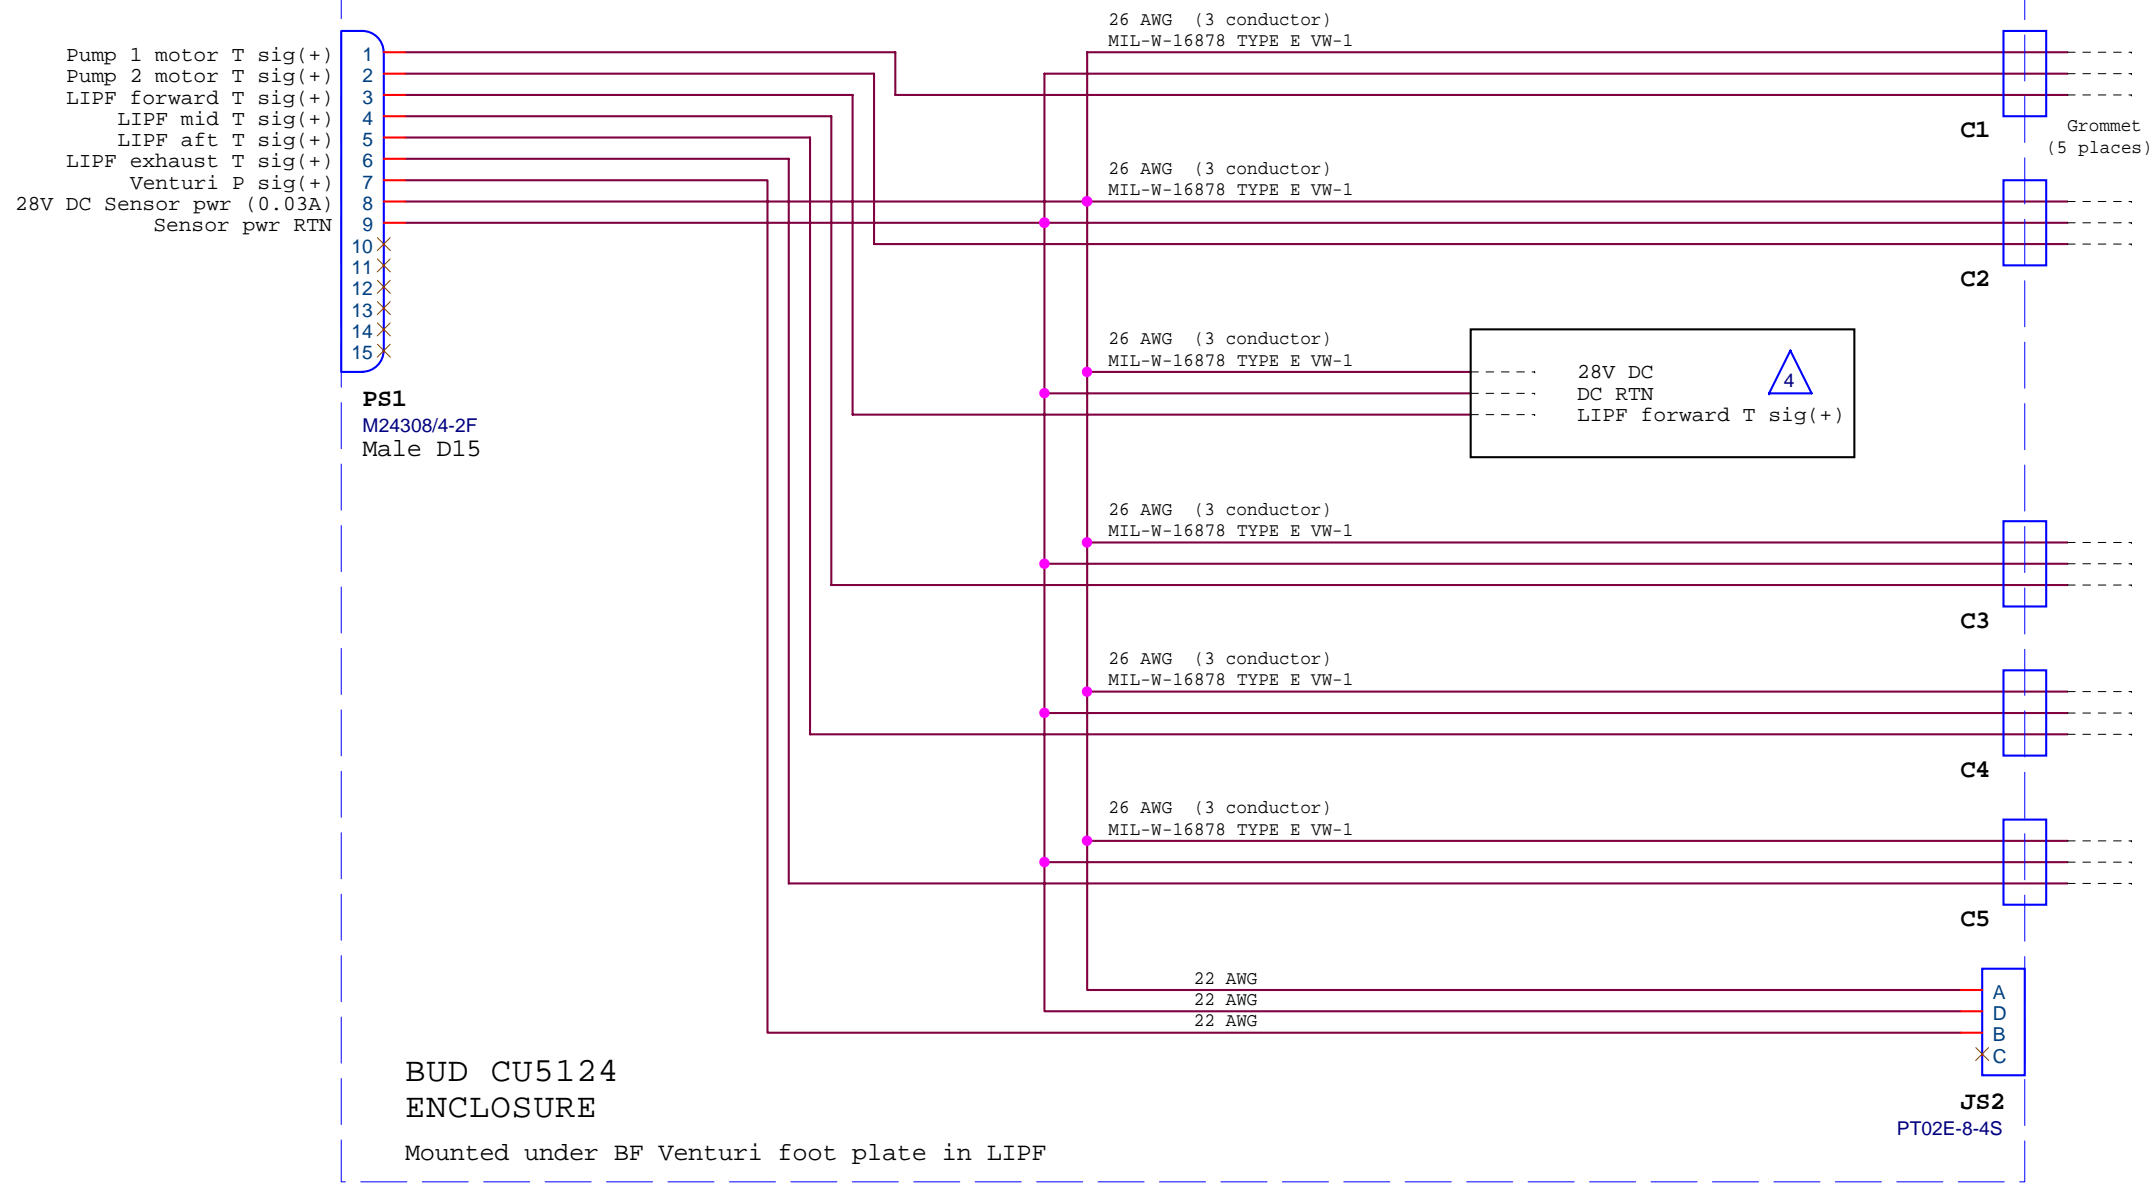 Pump 1 motor T sig(+) 1
Pump 2 motor T sig(+) 2
LIPF forward T sig(+) 3
LIPF mid T sig(+) 4
LIPF aft T sig(+) 5
LIPF exhaust T sig(+) 6
Venturi P sig(+) 7
28V DC Sensor pwr (0.03A) 8
Sensor pwr RTN 9
10
11
12
13
14
15
PS1
M24308/4-2F
Male D15
26 AWG (3 conductor)
MIL-W-16878 TYPE E VW-1
C1
Grommet
(5 places)
26 AWG (3 conductor)
MIL-W-16878 TYPE E VW-1
C2
26 AWG (3 conductor)
MIL-W-16878 TYPE E VW-1
28V DC
DC RTN
LIPF forward T sig(+)
4
26 AWG (3 conductor)
MIL-W-16878 TYPE E VW-1
C3
26 AWG (3 conductor)
MIL-W-16878 TYPE E VW-1
C4
26 AWG (3 conductor)
MIL-W-16878 TYPE E VW-1
C5
22 AWG
22 AWG
22 AWG
A
D
B
C
JS2
PT02E-8-4S
BUD CU5124
ENCLOSURE
Mounted under BF Venturi foot plate in LIPF